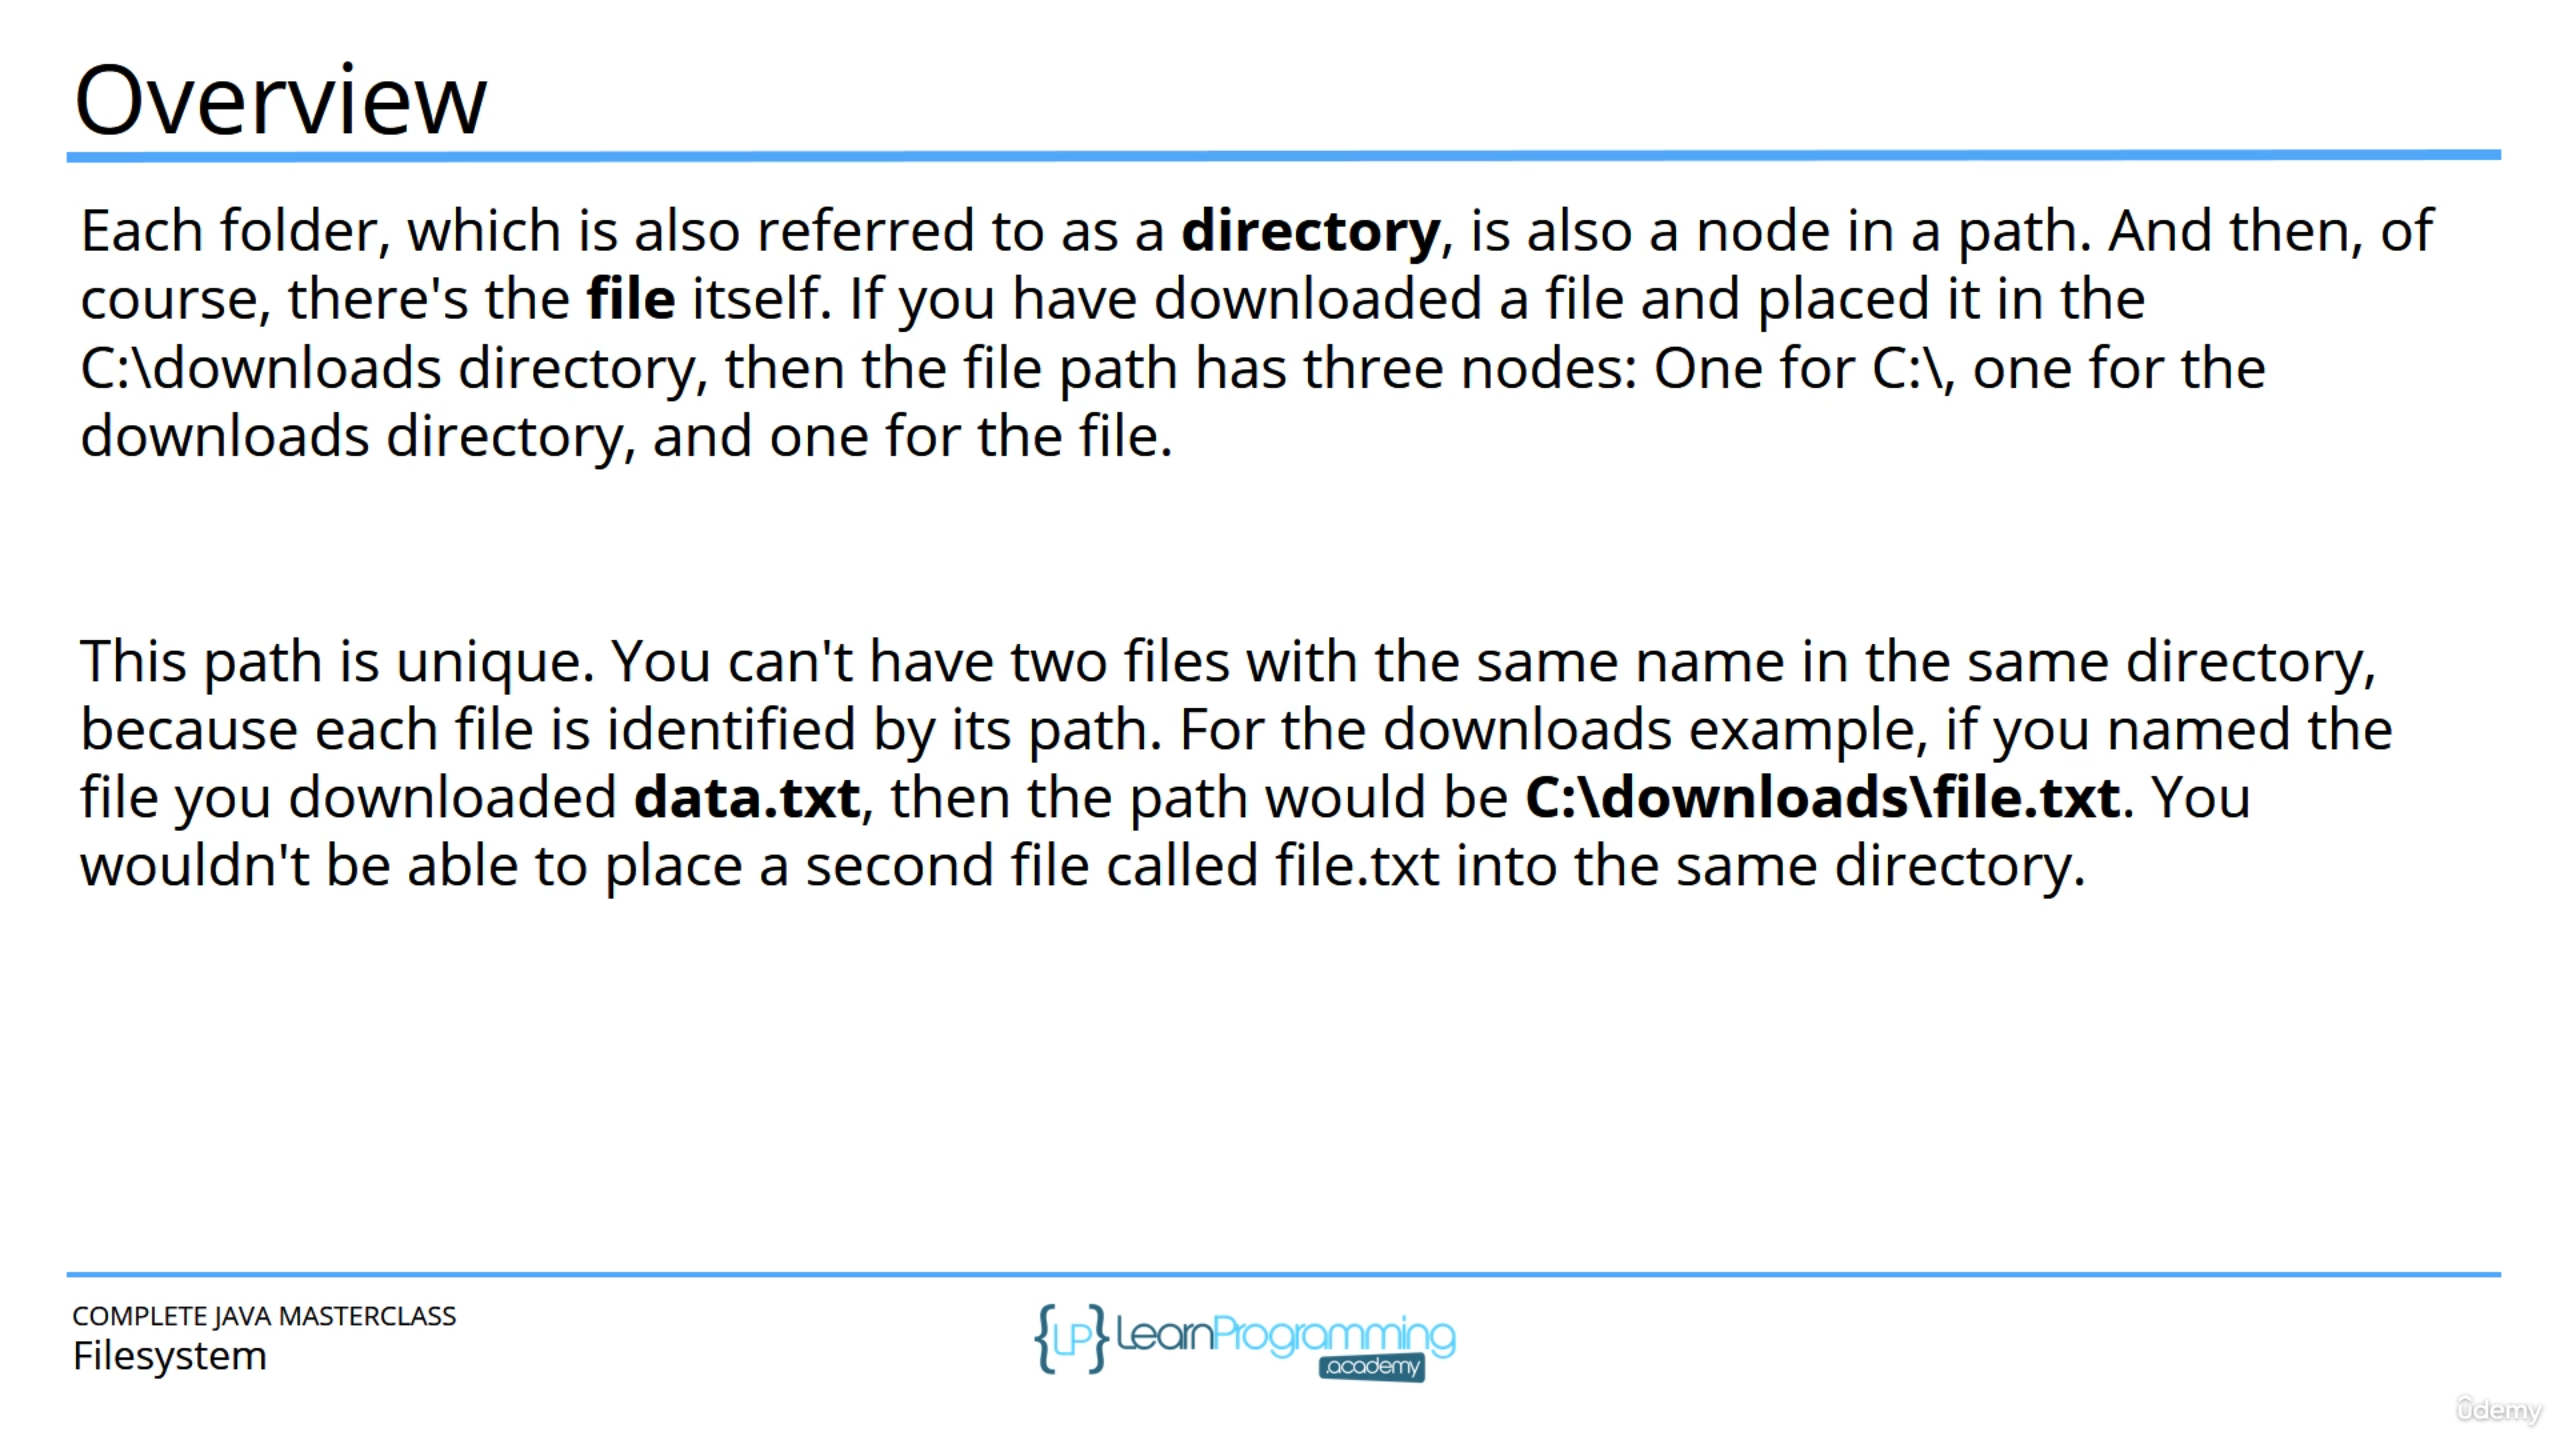 Overview
Each folder, which is also referred to as a directory, is also a node in a path. And then, of
course, there's the file itself. If you have downloaded a file and placed it in the
C:\downloads directory, then the file path has three nodes: One for C:\, one for the
downloads directory, and one for the file.
This path is unique. You can't have two files with the same name in the same directory,
because each file is identified by its path. For the downloads example, if you named the
file you downloaded data.txt, then the path would be C:\downloads\file.txt. You
wouldn't be able to place a second file called file.txt into the same directory.
COMPLETE JAVA MASTERCLASS
Filesystem
{LP} LearnProgramming
.academy
ûdemy